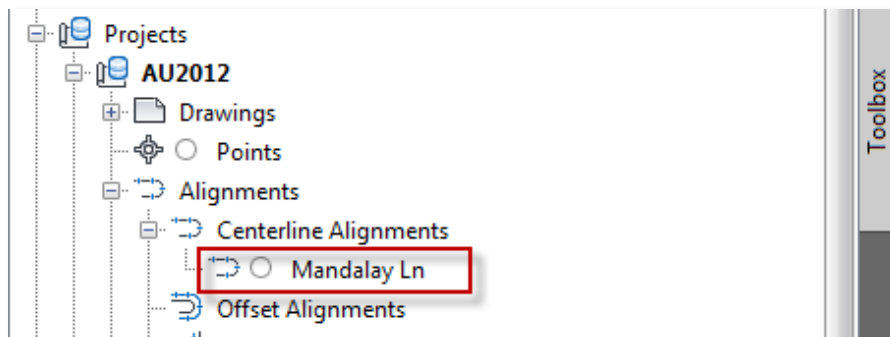 Projects
AU2012
Drawings
Points
Alignments
Centerline Alignments
Mandalay Ln
Offset Alignments
Toolbox